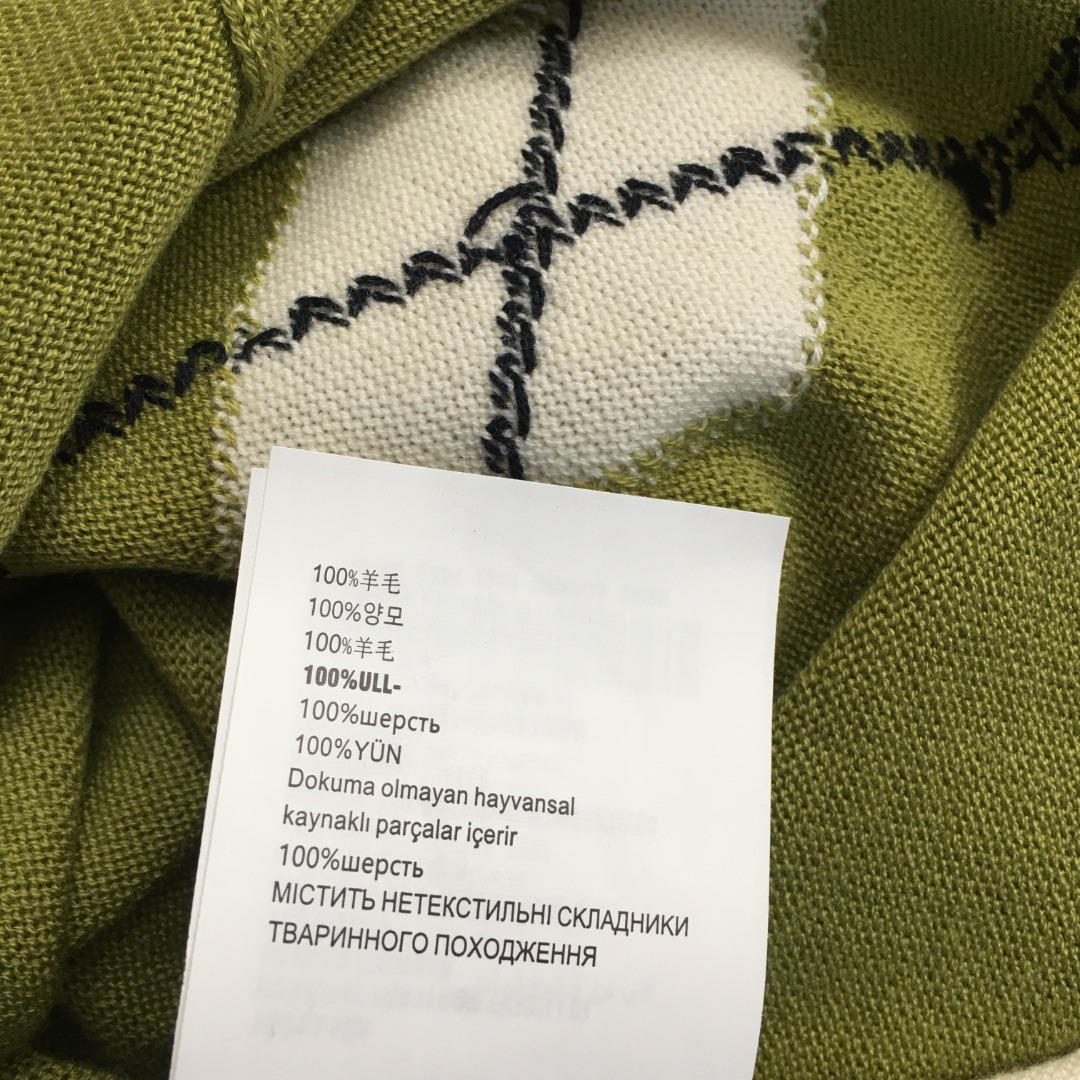 100%羊毛
100%양모
100%羊毛
100%ULL-
100%шерсть
100%YÜN
Dokuma olmayan hayvansal
kaynaklı parçalar içerir
100%шерсть
МІСТИТЪ НЕТЕКСТИЛЬНІ СКЛАДНИКИ
ТВАРИННОГО ПОХОДЖЕННЯ